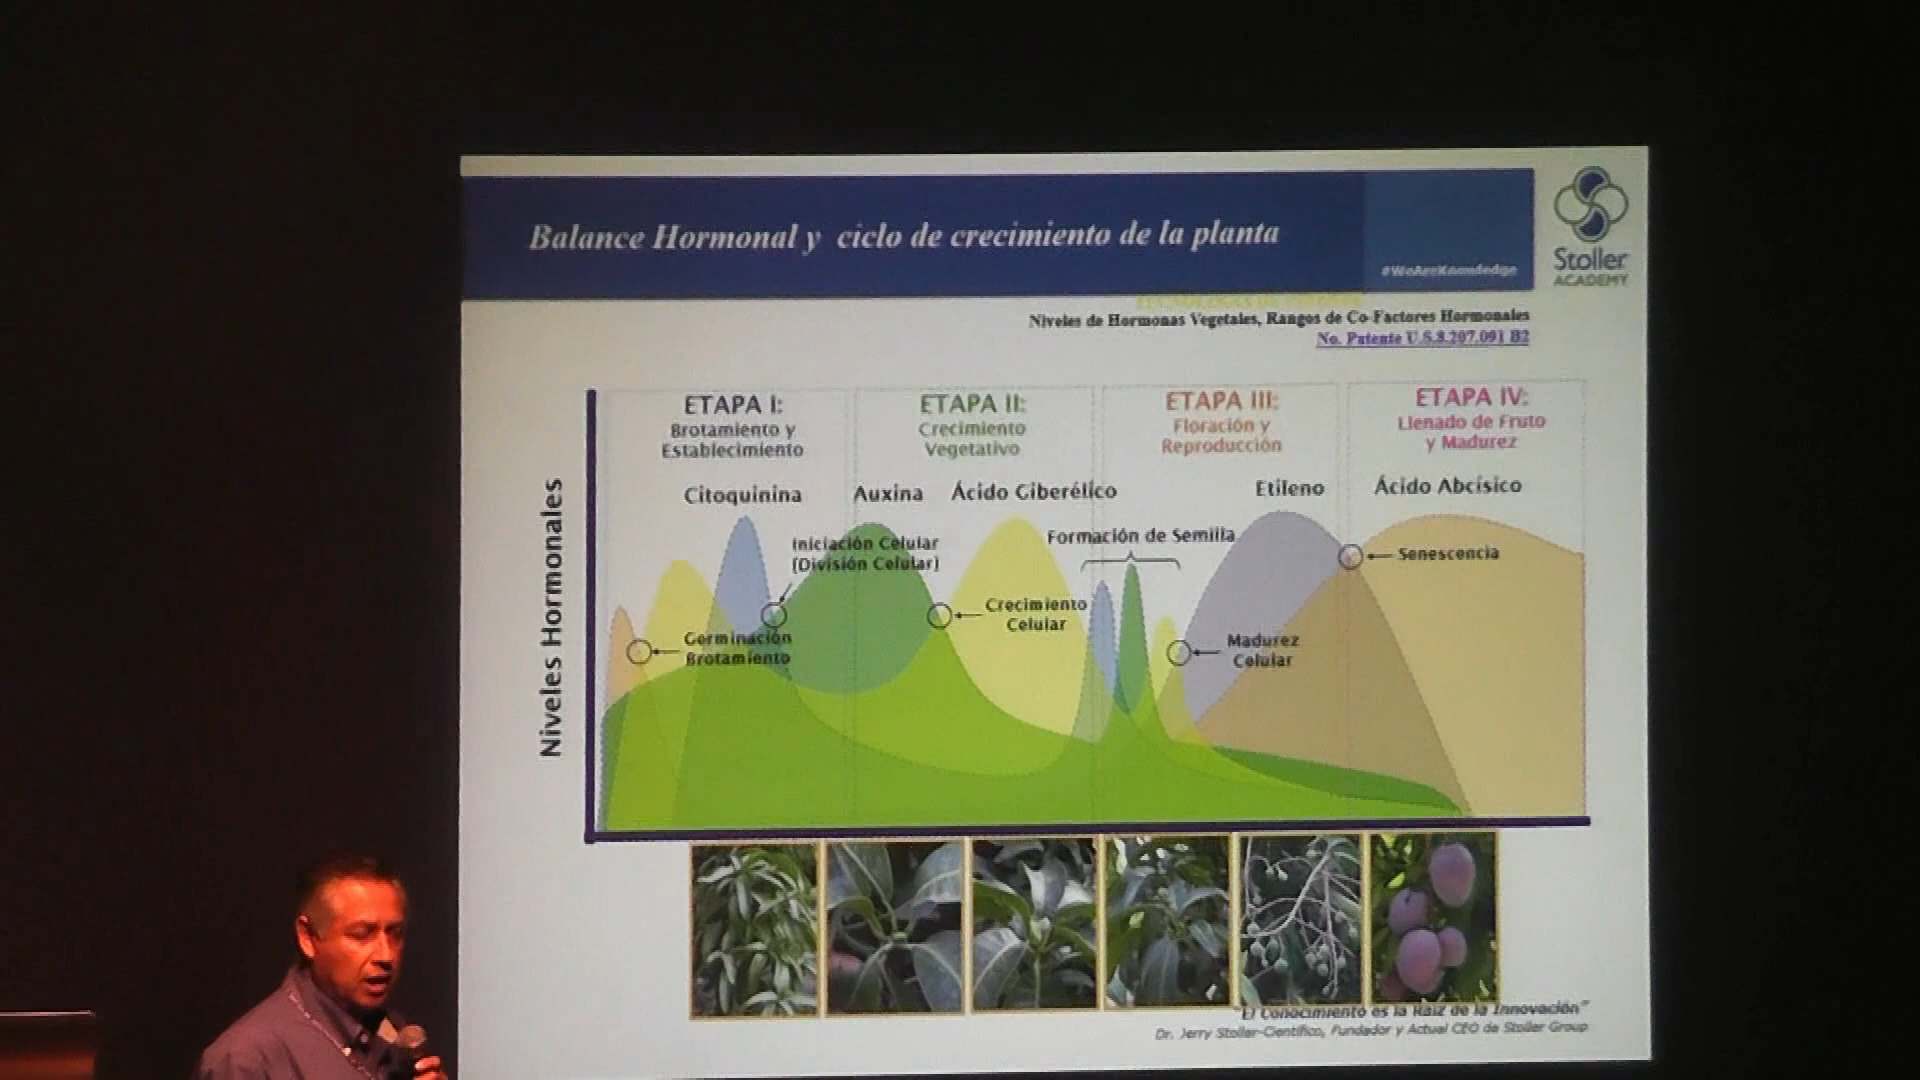 Balance Hormonal y ciclo de crecimiento de la planta
#WeAreKnowledge
Stoller
ACADEMY
Niveles de Hormonas Vegetales, Rangos de Co-Factores Hormonales
No. Patente U.S.8.207.091 B2
ETAPA I:
Brotamiento y
Establecimiento
ETAPA II:
Crecimiento
Vegetativo
ETAPA III:
Floración y
Reproducción
ETAPA IV:
Llenado de Fruto
y Madurez
Citoquinina
Auxina
Ácido Giberélico
Etileno
Ácido Abcísico
Niveles Hormonales
Iniciación Celular
(División Celular)
Formación de Semilla
Senescencia
Crecimiento
Celular
Germinación
Brotamiento
Madurez
Celular
"El Conocimiento es la Raíz de la Innovación"
Dr. Jerry Stoller-Científico, Fundador y Actual CEO de Stoller Group